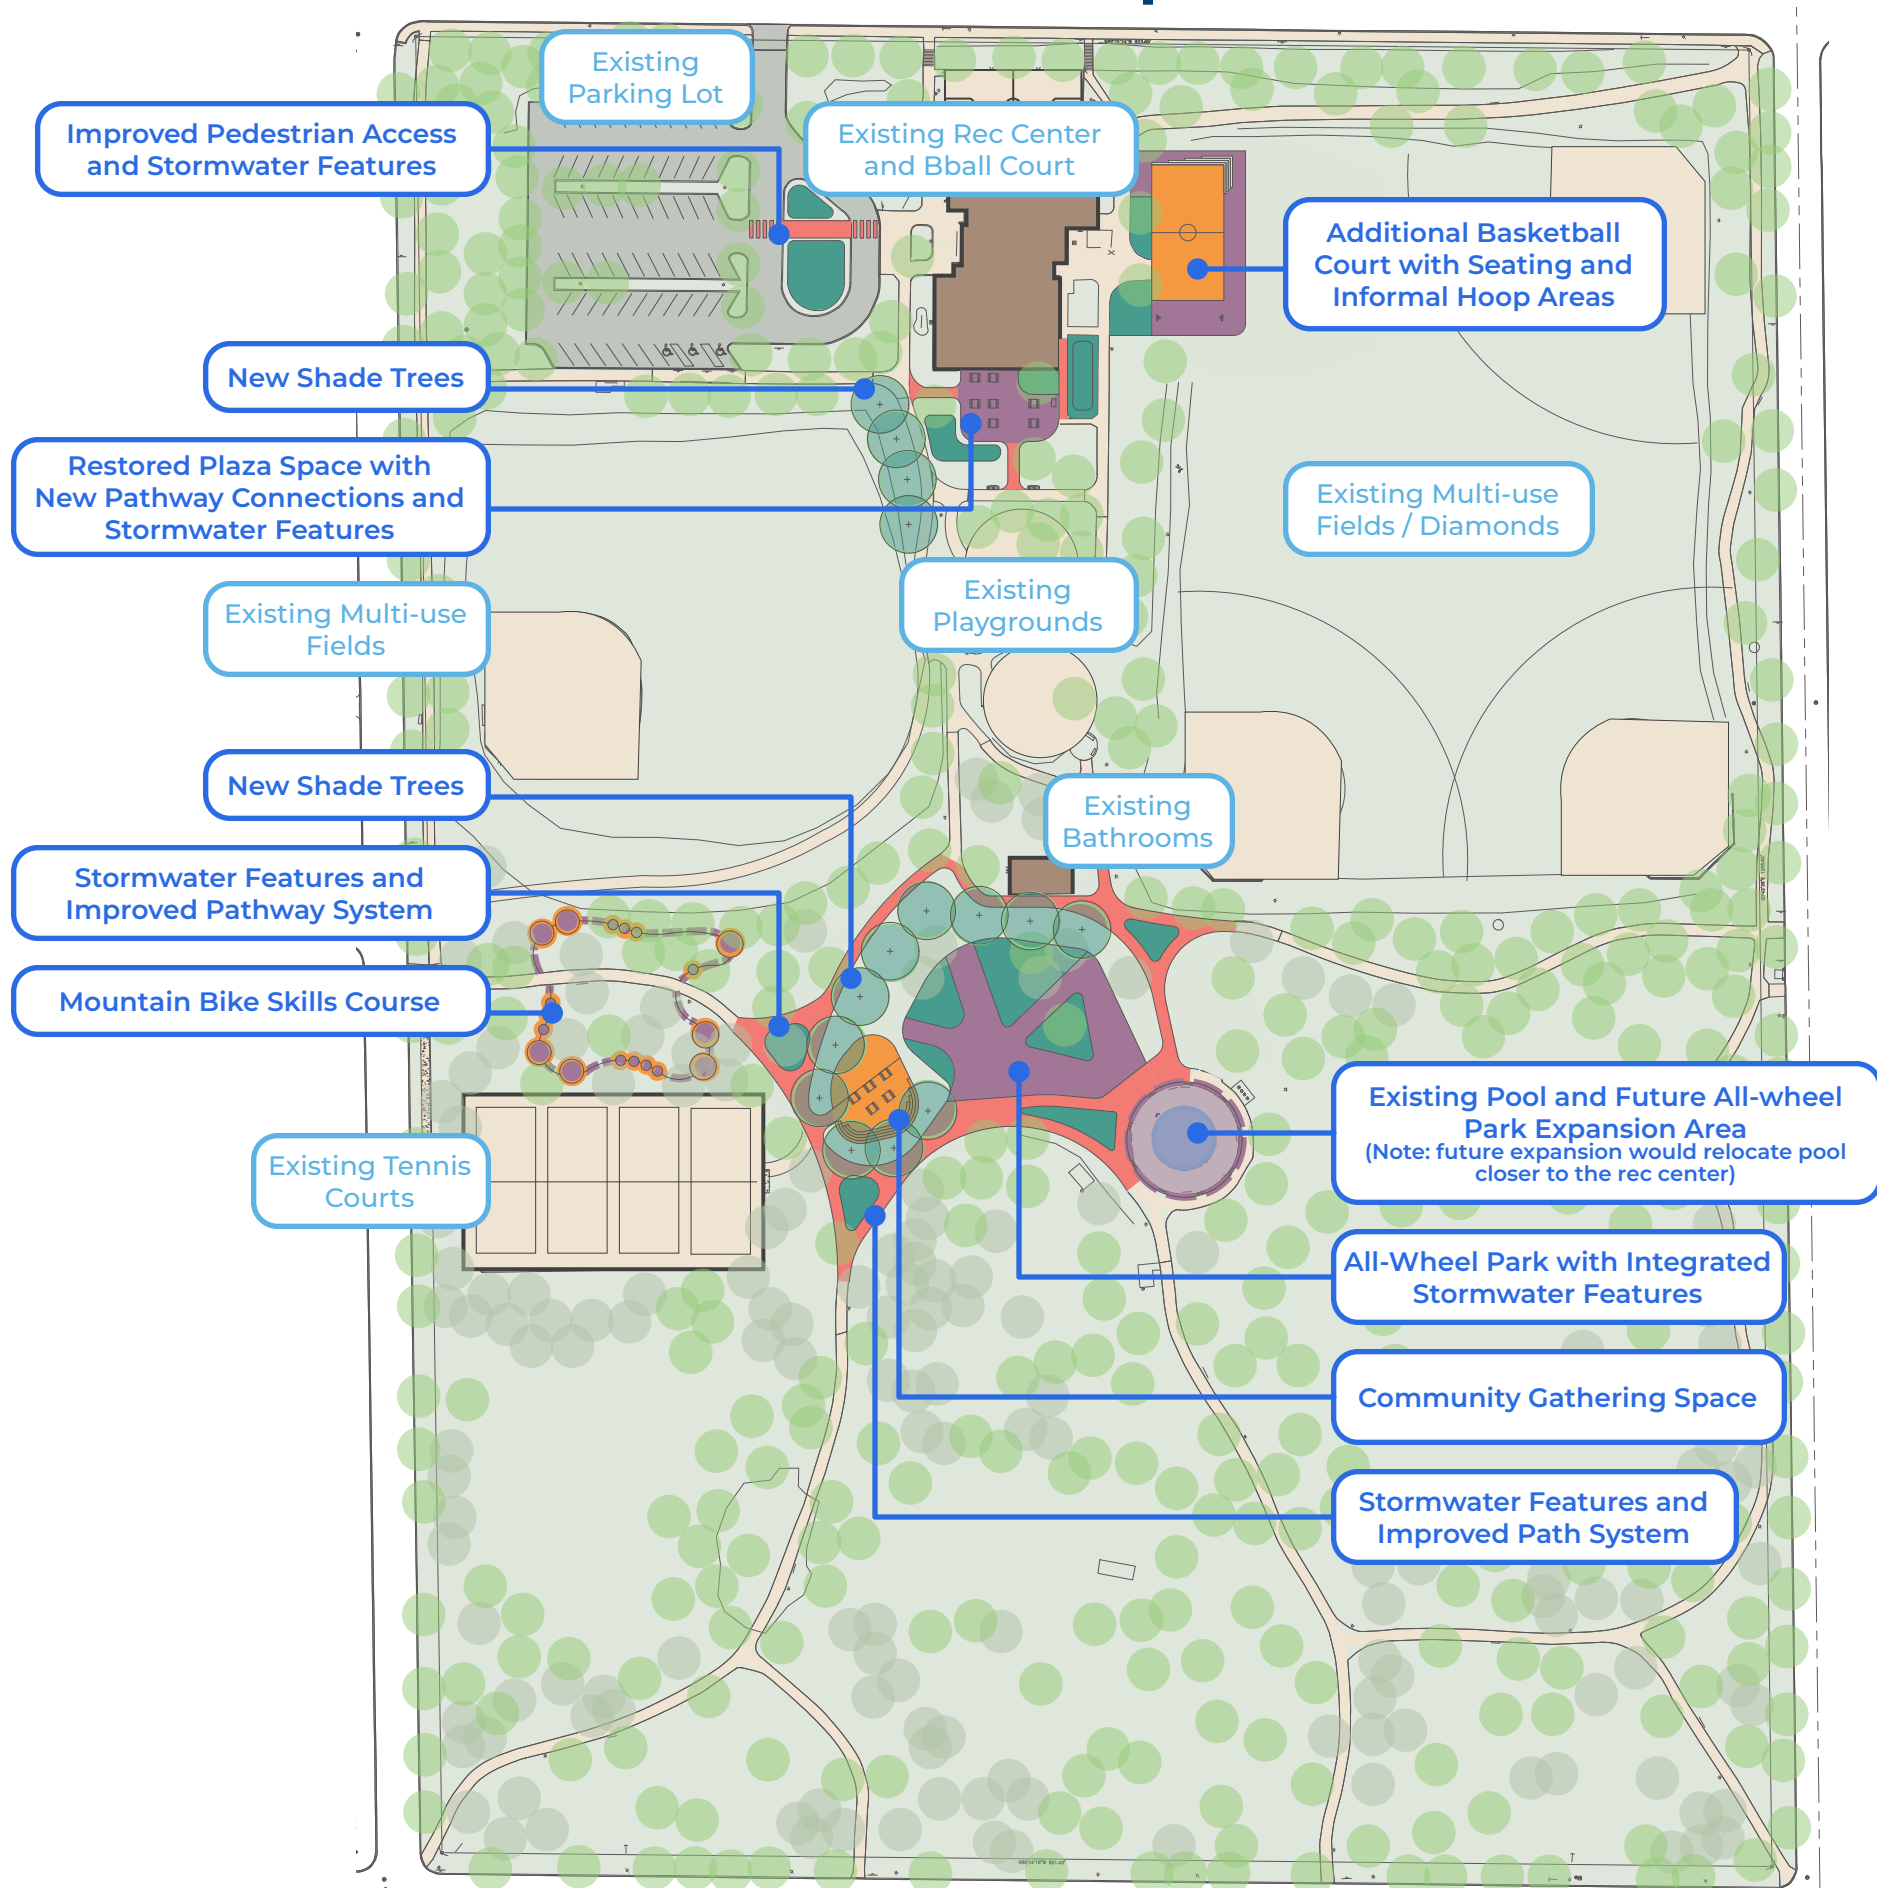 Existing
Parking Lot
Improved Pedestrian Access
and Stormwater Features
Existing Rec Center
and Bball Court
Additional Basketball
Court with Seating and
Informal Hoop Areas
New Shade Trees
Restored Plaza Space with
New Pathway Connections and
Stormwater Features
Existing Multi-use
Fields / Diamonds
Existing Multi-use
Fields
Existing
Playgrounds
New Shade Trees
Existing
Bathrooms
Stormwater Features and
Improved Pathway System
Mountain Bike Skills Course
Existing Pool and Future All-wheel
Park Expansion Area
(Note: future expansion would relocate pool
closer to the rec center)
Existing Tennis
Courts
All-Wheel Park with Integrated
Stormwater Features
Community Gathering Space
Stormwater Features and
Improved Path System